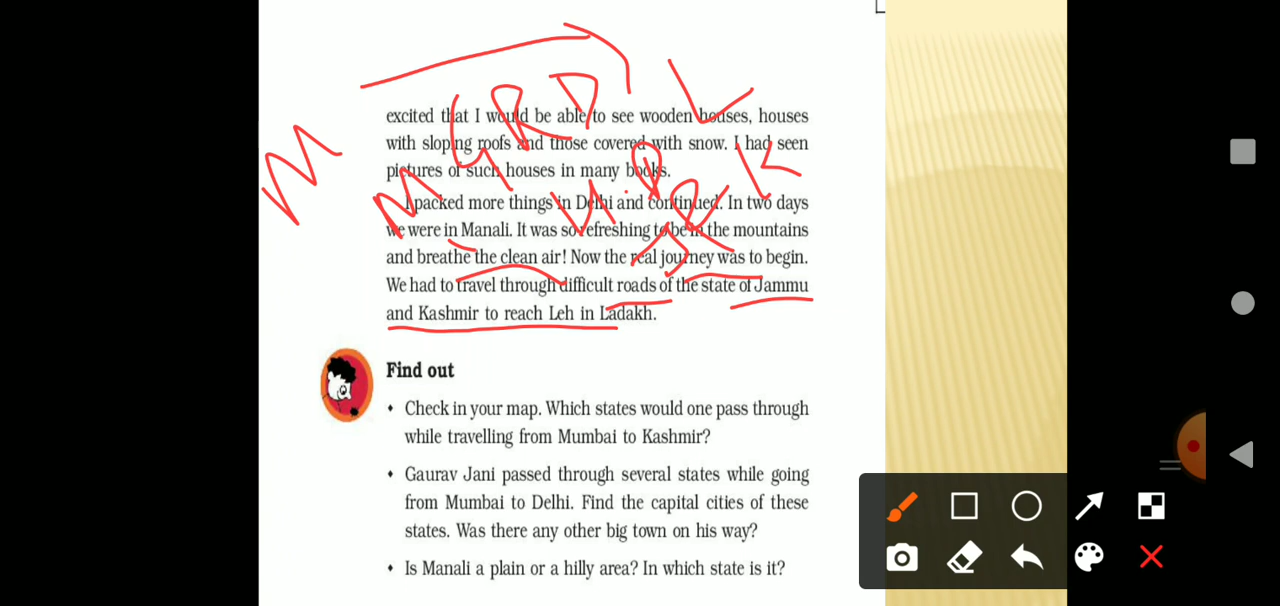 excited that I would be able to see wooden houses, houses
with sloping roofs and those covered with snow. I had seen
pictures of such houses in many books.
I packed more things in Delhi and continued. In two days
we were in Manali. It was so refreshing to be in the mountains
and breathe the clean air! Now the real journey was to begin.
We had to travel through difficult roads of the state of Jammu
and Kashmir to reach Leh in Ladakh.
M
M G R D L
U.P J & K
Find out
• Check in your map. Which states would one pass through
while travelling from Mumbai to Kashmir?
• Gaurav Jani passed through several states while going
from Mumbai to Delhi. Find the capital cities of these
states. Was there any other big town on his way?
• Is Manali a plain or a hilly area? In which state is it?